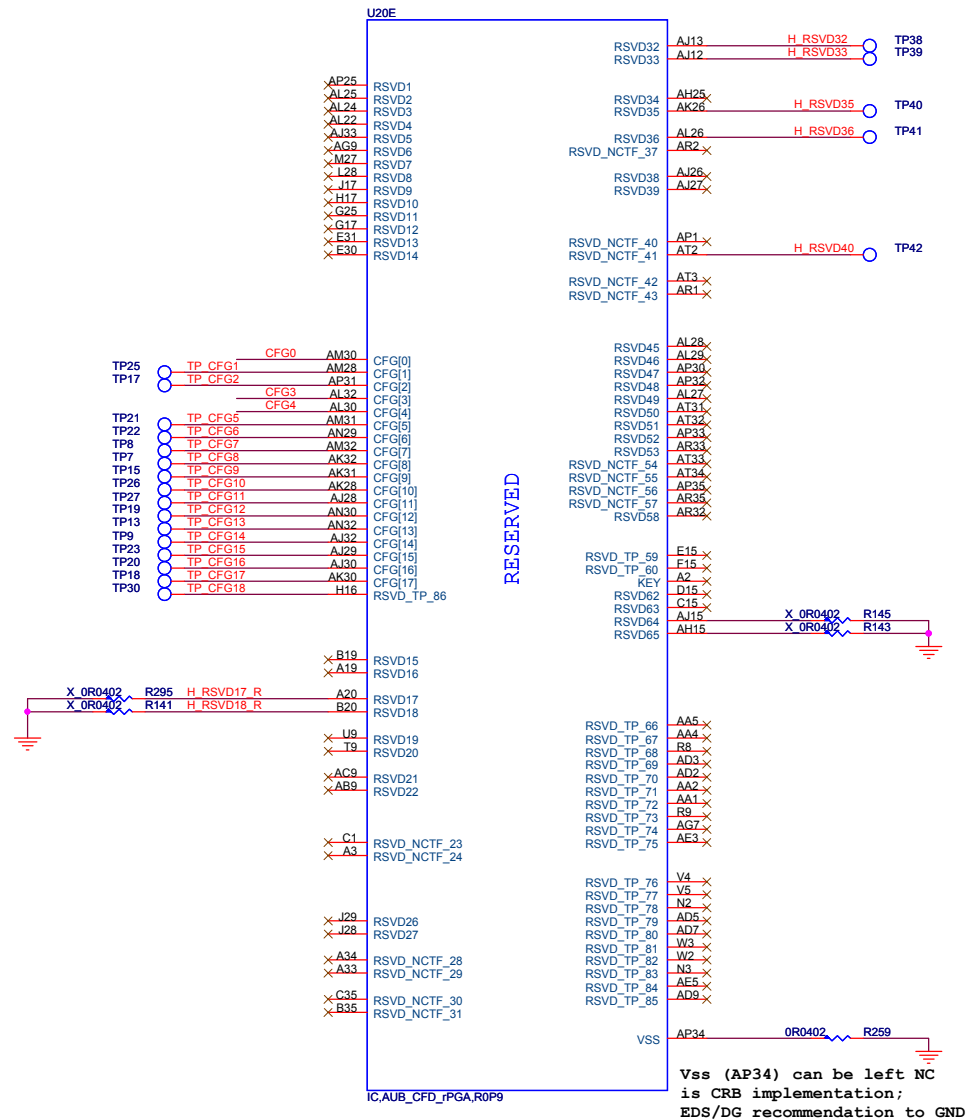 U20E
AP25 RSVD1
AL25 RSVD2
AL24 RSVD3
AL22 RSVD4
AJ33 RSVD5
AG9 RSVD6
M27 RSVD7
L28 RSVD8
J17 RSVD9
H17 RSVD10
G25 RSVD11
G17 RSVD12
E31 RSVD13
E30 RSVD14
CFG0 AM30 CFG[0]
TP25 TP_CFG1 AM28 CFG[1]
TP17 TP_CFG2 AP31 CFG[2]
CFG3 AL32 CFG[3]
CFG4 AL30 CFG[4]
TP21 TP_CFG5 AM31 CFG[5]
TP22 TP_CFG6 AN29 CFG[6]
TP8 TP_CFG7 AM32 CFG[7]
TP7 TP_CFG8 AK32 CFG[8]
TP15 TP_CFG9 AK31 CFG[9]
TP26 TP_CFG10 AK28 CFG[10]
TP27 TP_CFG11 AJ28 CFG[11]
TP19 TP_CFG12 AN30 CFG[12]
TP13 TP_CFG13 AN32 CFG[13]
TP9 TP_CFG14 AJ32 CFG[14]
TP23 TP_CFG15 AJ29 CFG[15]
TP20 TP_CFG16 AJ30 CFG[16]
TP18 TP_CFG17 AK30 CFG[17]
TP30 TP_CFG18 H16 RSVD_TP_86
B19 RSVD15
A19 RSVD16
X_0R0402 R295 H_RSVD17_R A20 RSVD17
X_0R0402 R141 H_RSVD18_R B20 RSVD18
U9 RSVD19
T9 RSVD20
AC9 RSVD21
AB9 RSVD22
C1 RSVD_NCTF_23
A3 RSVD_NCTF_24
J29 RSVD26
J28 RSVD27
A34 RSVD_NCTF_28
A33 RSVD_NCTF_29
C35 RSVD_NCTF_30
B35 RSVD_NCTF_31
RESERVED
RSVD32 AJ13 H_RSVD32 TP38
RSVD33 AJ12 H_RSVD33 TP39
RSVD34 AH25
RSVD35 AK26 H_RSVD35 TP40
RSVD36 AL26 H_RSVD36 TP41
RSVD_NCTF_37 AR2
RSVD38 AJ26
RSVD39 AJ27
RSVD_NCTF_40 AP1
RSVD_NCTF_41 AT2 H_RSVD40 TP42
RSVD_NCTF_42 AT3
RSVD_NCTF_43 AR1
RSVD45 AL28
RSVD46 AL29
RSVD47 AP30
RSVD48 AP32
RSVD49 AL27
RSVD50 AT31
RSVD51 AT32
RSVD52 AP33
RSVD53 AR33
RSVD_NCTF_54 AT33
RSVD_NCTF_55 AT34
RSVD_NCTF_56 AP35
RSVD_NCTF_57 AR35
RSVD58 AR32
RSVD_TP_59 E15
RSVD_TP_60 F15
KEY A2
RSVD62 D15
RSVD63 C15
RSVD64 AJ15 X_0R0402 R145
RSVD65 AH15 X_0R0402 R143
RSVD_TP_66 AA5
RSVD_TP_67 AA4
RSVD_TP_68 R8
RSVD_TP_69 AD3
RSVD_TP_70 AD2
RSVD_TP_71 AA2
RSVD_TP_72 AA1
RSVD_TP_73 R9
RSVD_TP_74 AG7
RSVD_TP_75 AE3
RSVD_TP_76 V4
RSVD_TP_77 V5
RSVD_TP_78 N2
RSVD_TP_79 AD5
RSVD_TP_80 AD7
RSVD_TP_81 W3
RSVD_TP_82 W2
RSVD_TP_83 N3
RSVD_TP_84 AE5
RSVD_TP_85 AD9
VSS AP34 0R0402 R259
IC,AUB_CFD_rPGA,R0P9
Vss (AP34) can be left NC
is CRB implementation;
EDS/DG recommendation to GND